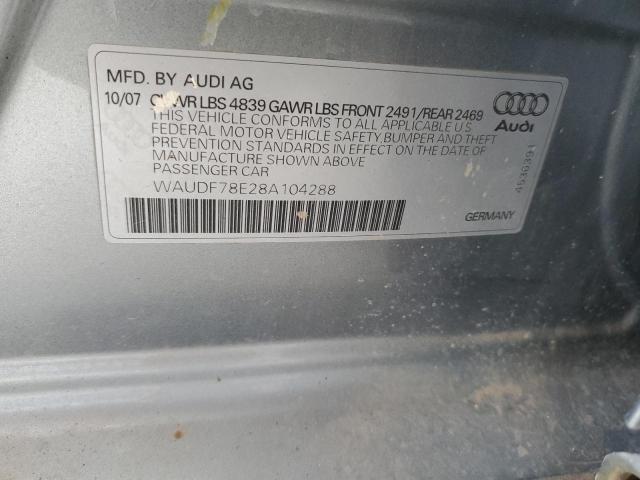 MFD. BY AUDI AG
10/07 GVWR LBS 4839 GAWR LBS FRONT 2491/REAR 2469
THIS VEHICLE CONFORMS TO ALL APPLICABLE U.S
FEDERAL MOTOR VEHICLE SAFETY,BUMPER AND THEFT
PREVENTION STANDARDS IN EFFECT ON THE DATE OF
MANUFACTURE SHOWN ABOVE
PASSENGER CAR
WAUDF78E28A104288
Audi
4636391
GERMANY